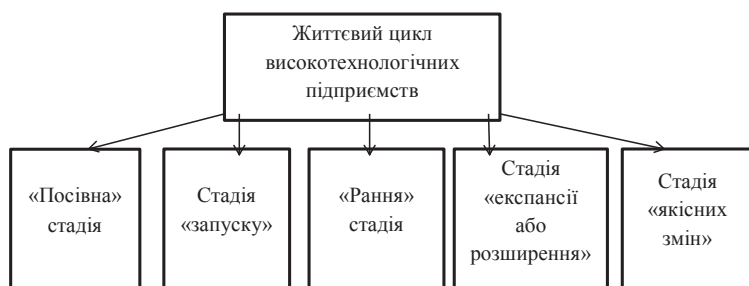 Життєвий цикл
високотехнологічних
підприємств
«Посівна»
стадія
Стадія
«запуску»
«Рання»
стадія
Стадія
«експансії
або
розширення»
Стадія
«якісних
змін»